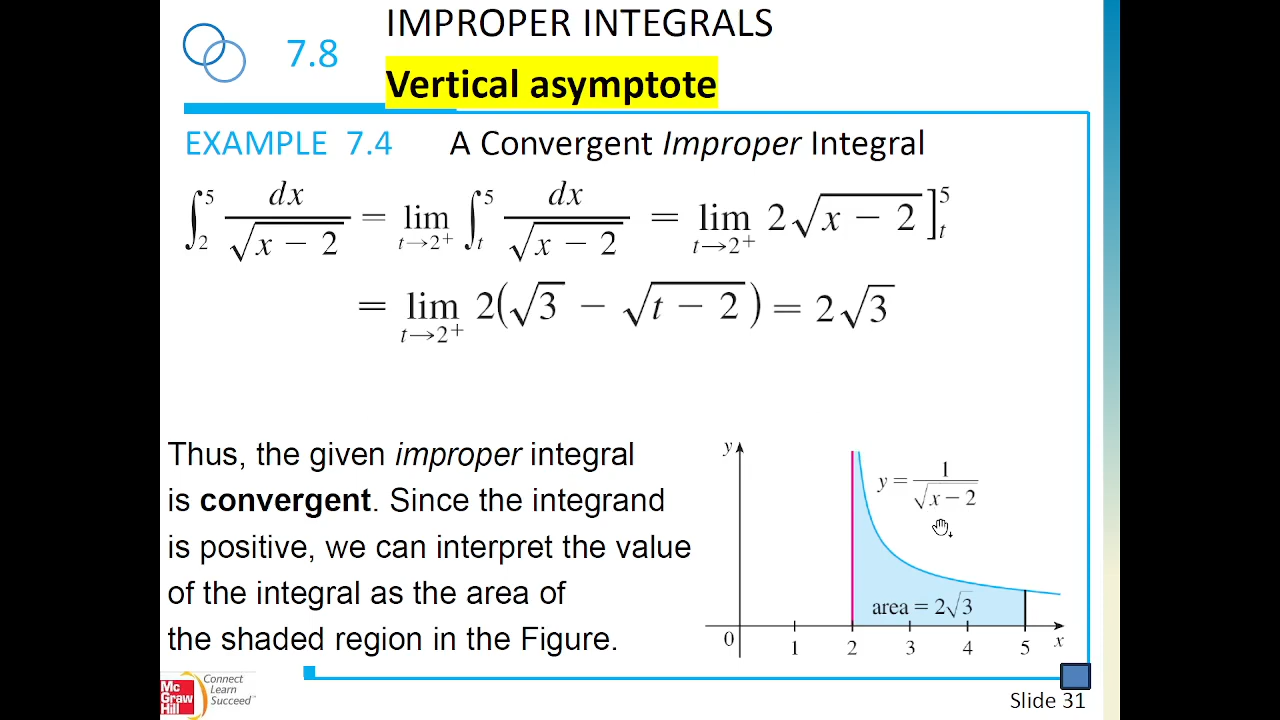 7.8
IMPROPER INTEGRALS
Vertical asymptote
EXAMPLE 7.4 A Convergent Improper Integral
∫₂⁵ dx/√(x − 2) = lim_{t→2⁺} ∫ₜ⁵ dx/√(x − 2) = lim_{t→2⁺} 2√(x − 2)]ₜ⁵
= lim_{t→2⁺} 2(√3 − √(t − 2)) = 2√3
Thus, the given improper integral
is convergent. Since the integrand
is positive, we can interpret the value
of the integral as the area of
the shaded region in the Figure.
y
y = 1/√(x − 2)
area = 2√3
0 1 2 3 4 5 x
Mc Graw Hill
Connect
Learn
Succeed™
Slide 31